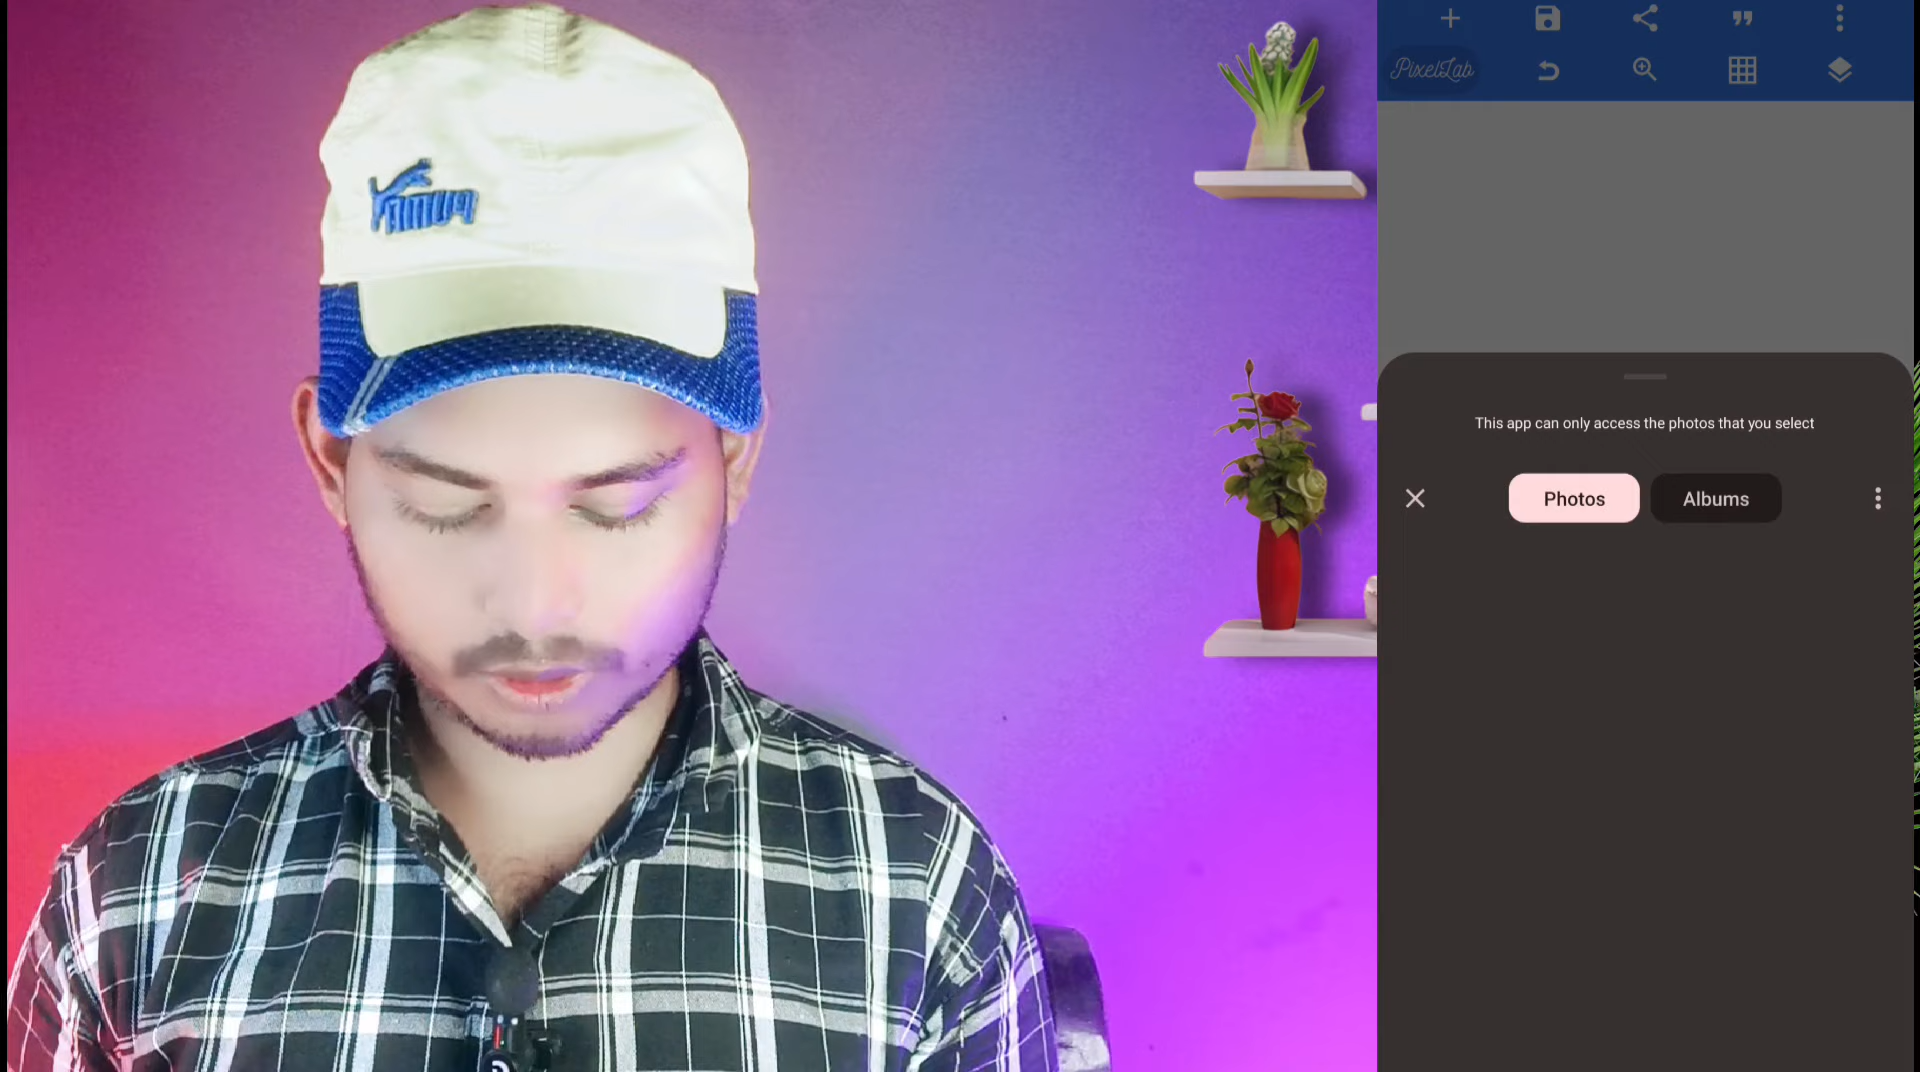 PixelLab
This app can only access the photos that you select
Photos
Albums